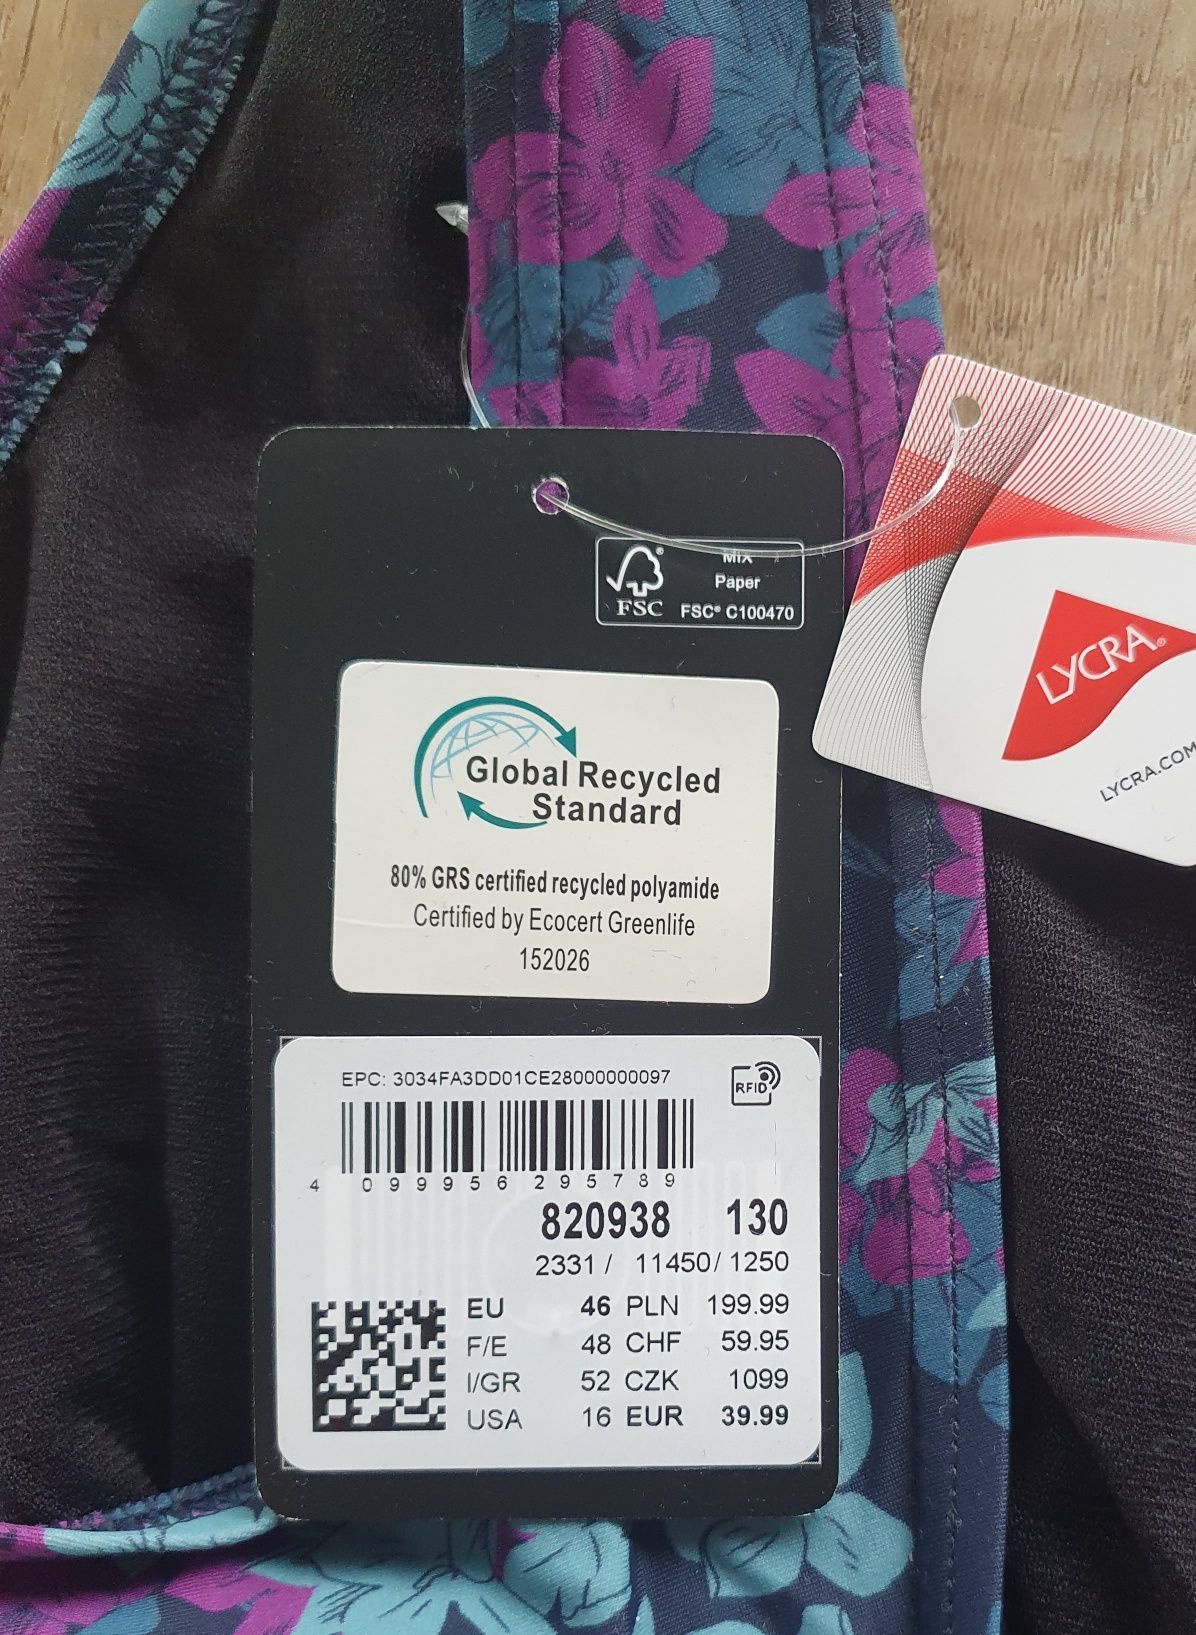 MIX
Paper
FSC
FSC® C100470
LYCRA®
LYCRA.COM
Global Recycled
Standard
80% GRS certified recycled polyamide
Certified by Ecocert Greenlife
152026
EPC: 3034FA3DD01CE28000000097
RFID
4 099956 295789
820938 130
2331 / 11450/ 1250
EU 46 PLN 199.99
F/E 48 CHF 59.95
I/GR 52 CZK 1099
USA 16 EUR 39.99